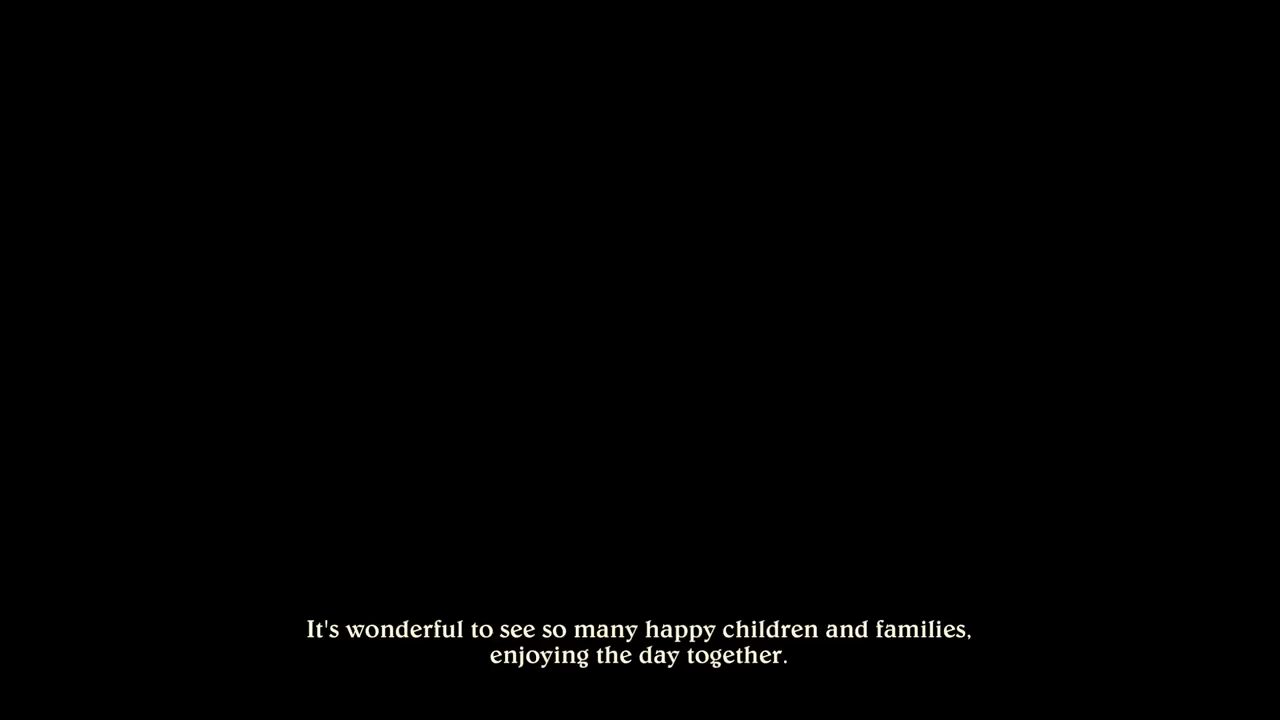 It's wonderful to see so many happy children and families,
enjoying the day together.